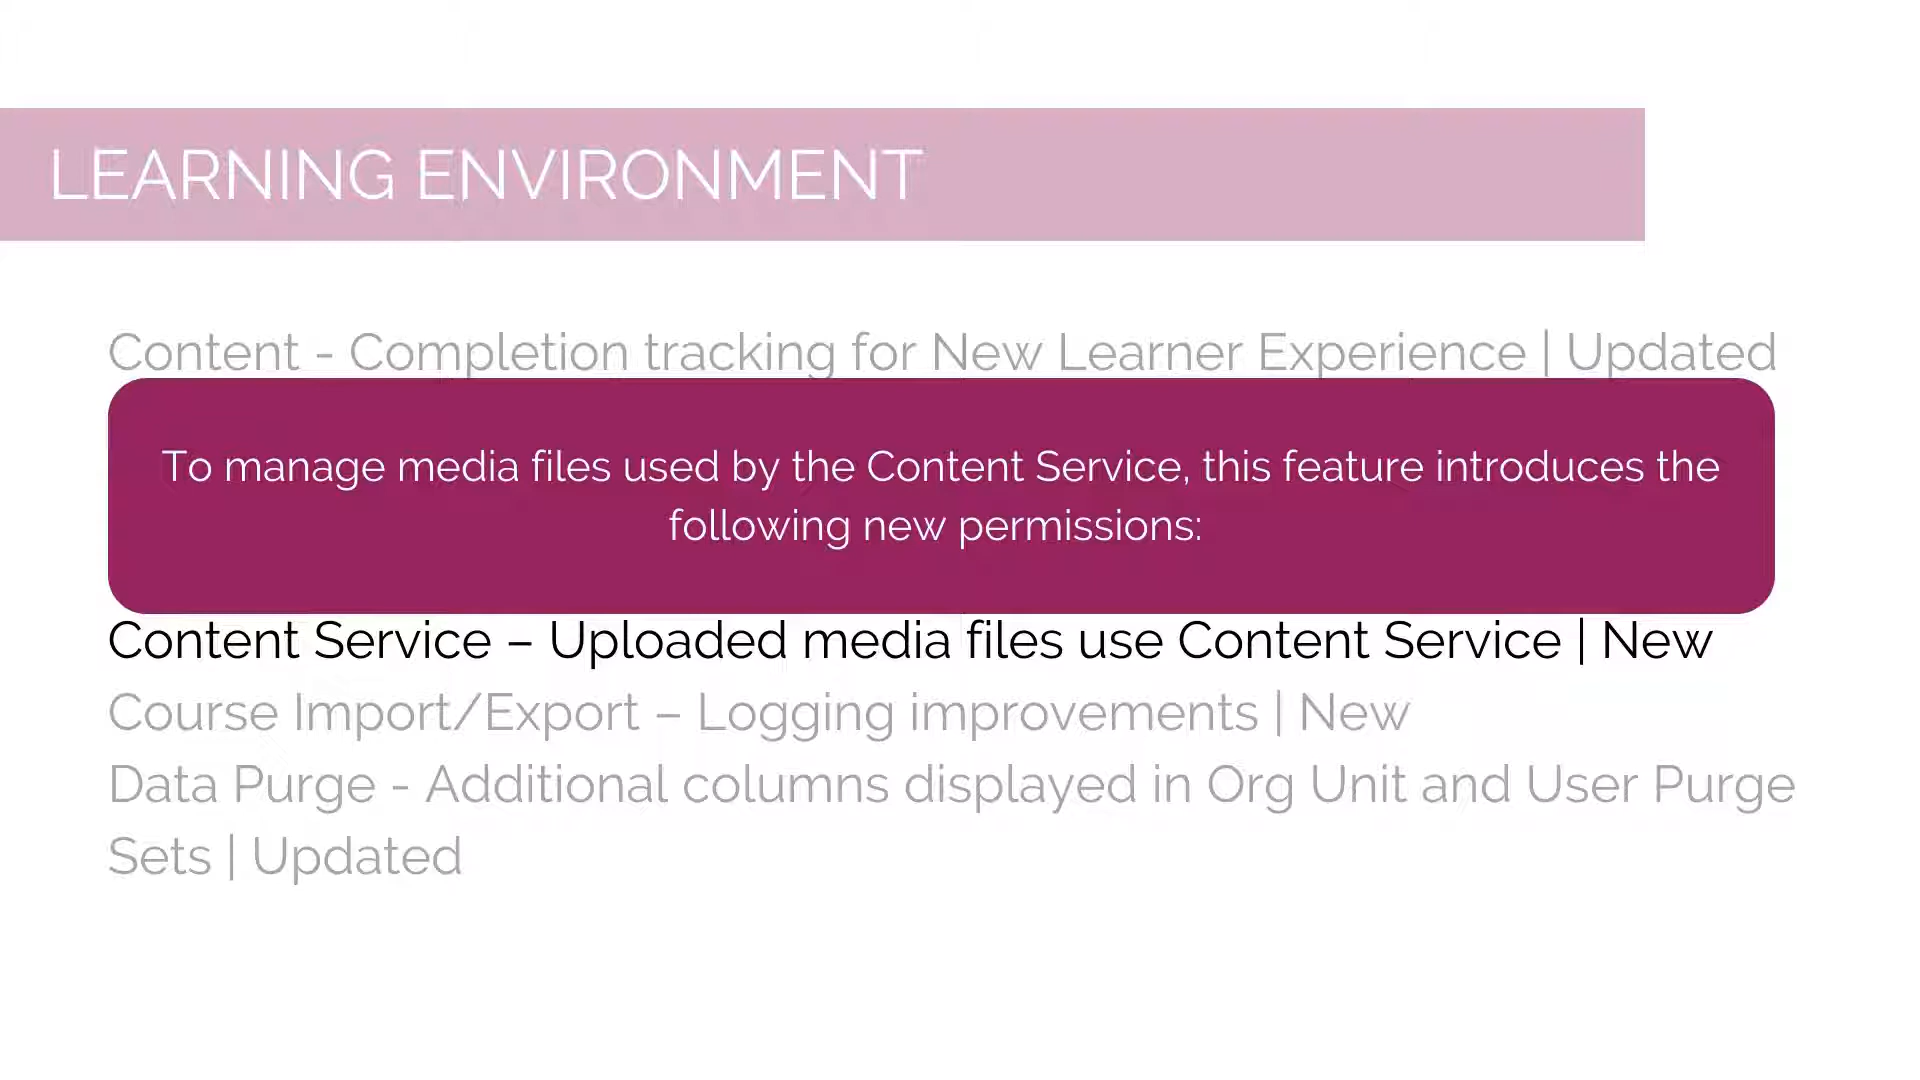 LEARNING ENVIRONMENT
Content - Completion tracking for New Learner Experience | Updated
To manage media files used by the Content Service, this feature introduces the
following new permissions:
Content Service – Uploaded media files use Content Service | New
Course Import/Export – Logging improvements | New
Data Purge - Additional columns displayed in Org Unit and User Purge
Sets | Updated